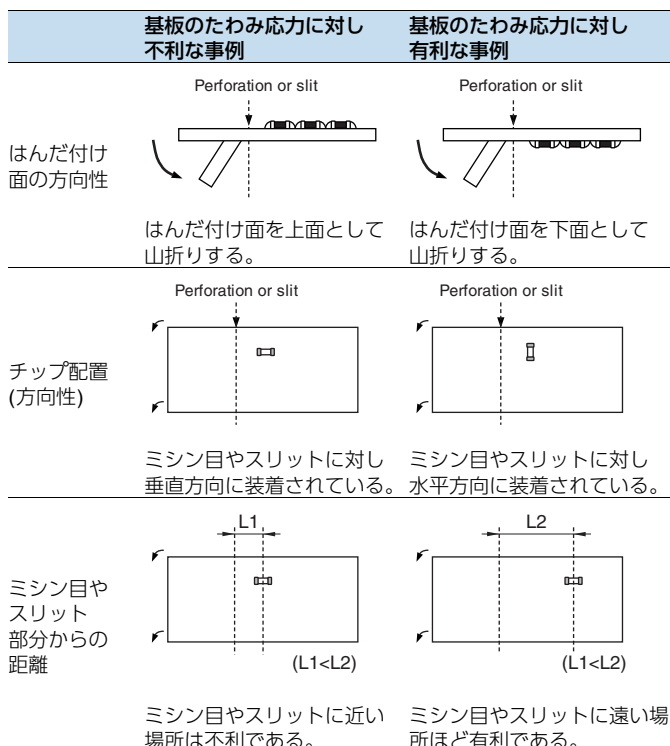 基板のたわみ応力に対し
不利な事例
基板のたわみ応力に対し
有利な事例
はんだ付け
面の方向性
Perforation or slit
はんだ付け面を上面として
山折りする。
Perforation or slit
はんだ付け面を下面として
山折りする。
チップ配置
(方向性)
Perforation or slit
ミシン目やスリットに対し
垂直方向に装着されている。
Perforation or slit
ミシン目やスリットに対し
水平方向に装着されている。
ミシン目や
スリット
部分からの
距離
L1
(L1<L2)
ミシン目やスリットに近い
場所は不利である。
L2
(L1<L2)
ミシン目やスリットに遠い場
所ほど有利である。